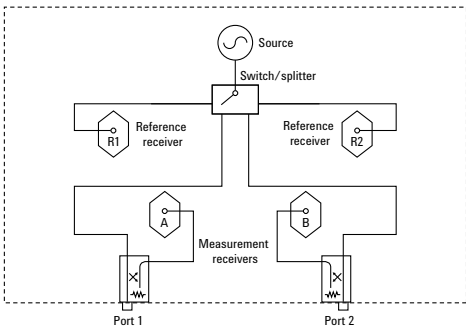 Source
Switch/splitter
Reference
receiver
R1
Reference
receiver
R2
A
B
Measurement
receivers
Port 1
Port 2